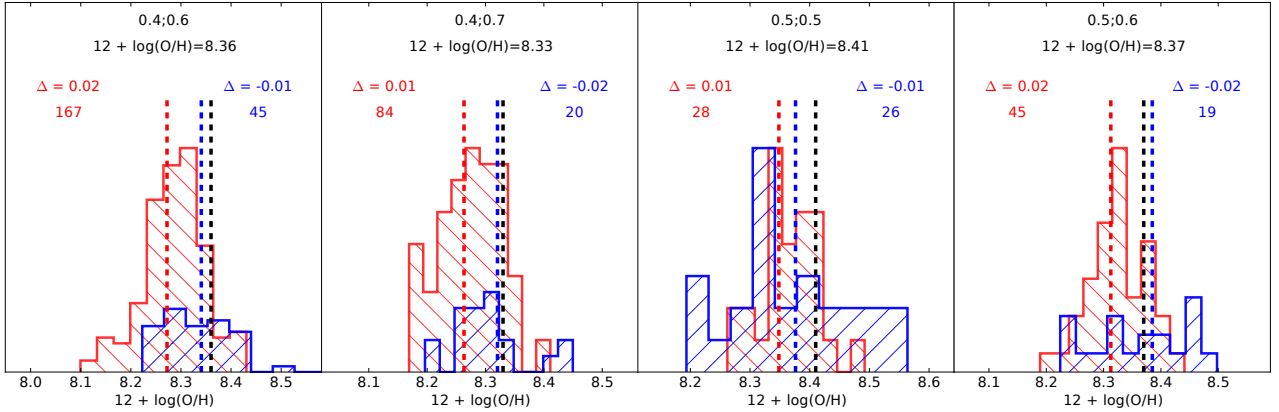 0.4;0.6
12 + log(O/H)=8.36
Δ = 0.02
167
Δ = -0.01
45
8.0 8.1 8.2 8.3 8.4 8.5
12 + log(O/H)
0.4;0.7
12 + log(O/H)=8.33
Δ = 0.01
84
Δ = -0.02
20
8.1 8.2 8.3 8.4 8.5
12 + log(O/H)
0.5;0.5
12 + log(O/H)=8.41
Δ = 0.01
28
Δ = -0.01
26
8.2 8.3 8.4 8.5 8.6
12 + log(O/H)
0.5;0.6
12 + log(O/H)=8.37
Δ = 0.02
45
Δ = -0.02
19
8.1 8.2 8.3 8.4 8.5
12 + log(O/H)